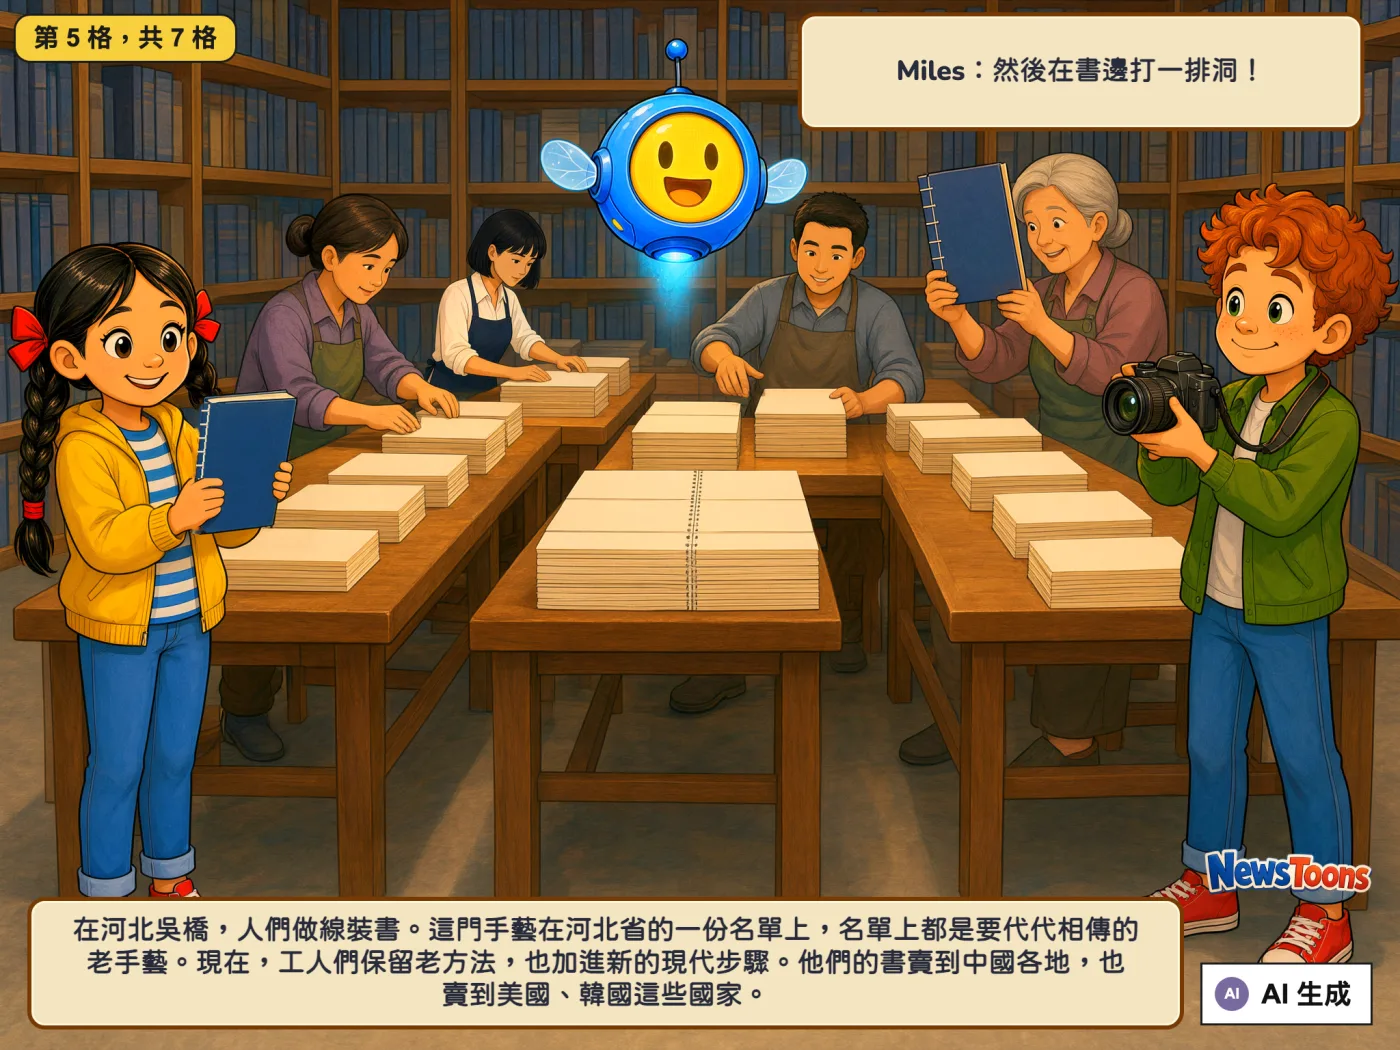 第 5 格，共 7 格
Miles：然後在書邊打一排洞！
NewsToons
在河北吳橋，人們做線裝書。這門手藝在河北省的一份名單上，名單上都是要代代相傳的
老手藝。現在，工人們保留老方法，也加進新的現代步驟。他們的書賣到中國各地，也
賣到美國、韓國這些國家。
AI AI 生成